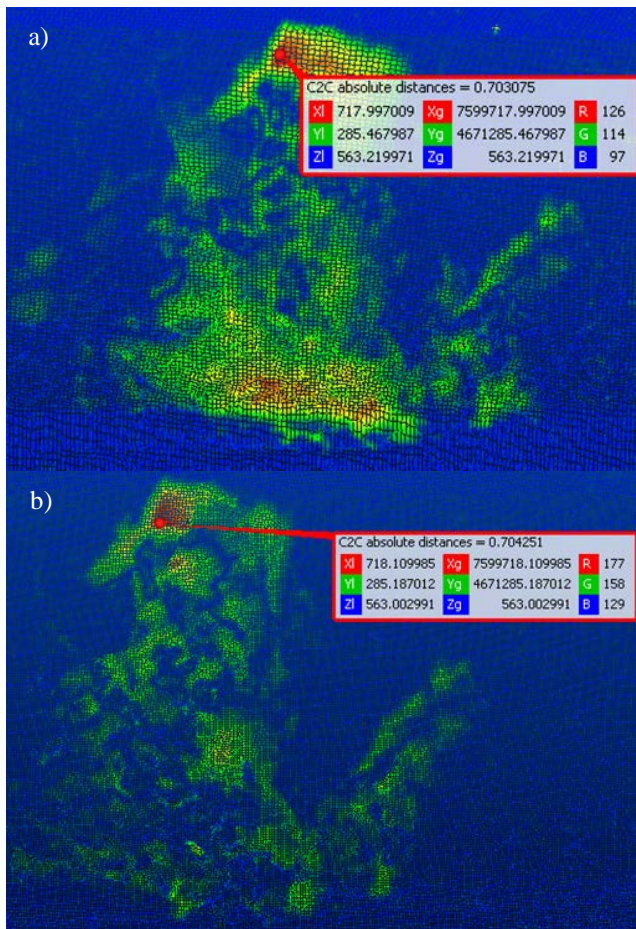 a)
C2C absolute distances = 0.703075
Xl 717.997009 Xg 7599717.997009 R 126
Yl 285.467987 Yg 4671285.467987 G 114
Zl 563.219971 Zg 563.219971 B 97
b)
C2C absolute distances = 0.704251
Xl 718.109985 Xg 7599718.109985 R 177
Yl 285.187012 Yg 4671285.187012 G 158
Zl 563.002991 Zg 563.002991 B 129